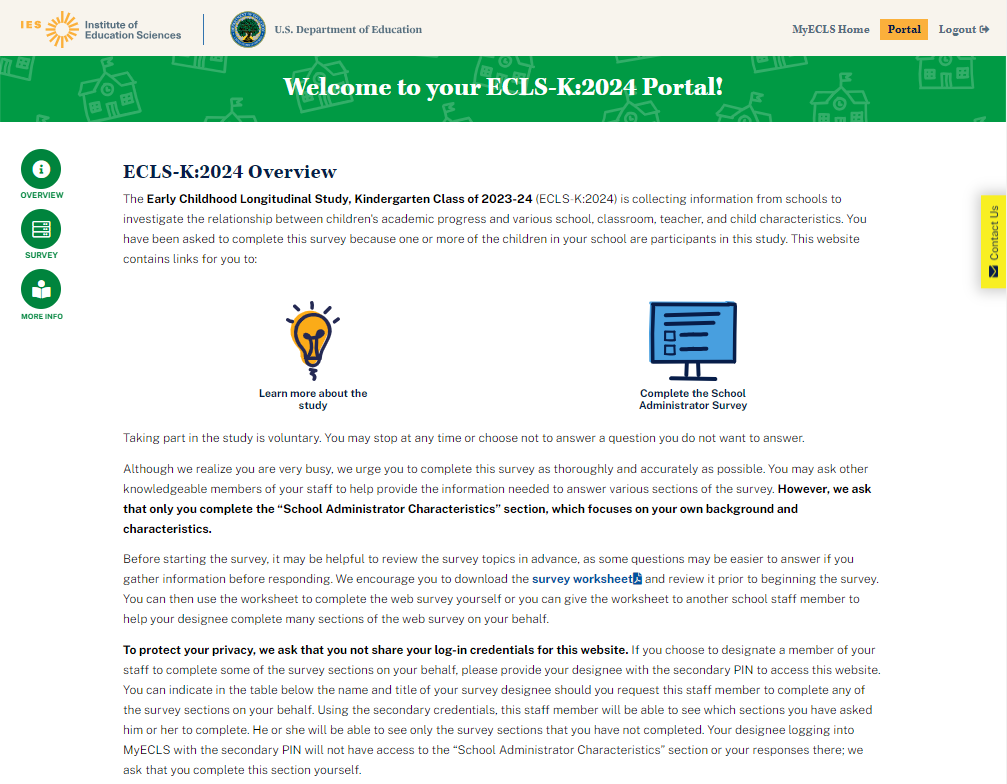 IES Institute of
Education Sciences
U.S. Department of Education
MyECLS Home Portal Logout
Welcome to your ECLS-K:2024 Portal!
OVERVIEW
SURVEY
MORE INFO
Contact Us
ECLS-K:2024 Overview
The Early Childhood Longitudinal Study, Kindergarten Class of 2023-24 (ECLS-K:2024) is collecting information from schools to
investigate the relationship between children's academic progress and various school, classroom, teacher, and child characteristics. You
have been asked to complete this survey because one or more of the children in your school are participants in this study. This website
contains links for you to:
Learn more about the
study
Complete the School
Administrator Survey
Taking part in the study is voluntary. You may stop at any time or choose not to answer a question you do not want to answer.
Although we realize you are very busy, we urge you to complete this survey as thoroughly and accurately as possible. You may ask other
knowledgeable members of your staff to help provide the information needed to answer various sections of the survey. However, we ask
that only you complete the “School Administrator Characteristics” section, which focuses on your own background and
characteristics.
Before starting the survey, it may be helpful to review the survey topics in advance, as some questions may be easier to answer if you
gather information before responding. We encourage you to download the survey worksheet and review it prior to beginning the survey.
You can then use the worksheet to complete the web survey yourself or you can give the worksheet to another school staff member to
help your designee complete many sections of the web survey on your behalf.
To protect your privacy, we ask that you not share your log-in credentials for this website. If you choose to designate a member of your
staff to complete some of the survey sections on your behalf, please provide your designee with the secondary PIN to access this website.
You can indicate in the table below the name and title of your survey designee should you request this staff member to complete any of
the survey sections on your behalf. Using the secondary credentials, this staff member will be able to see which sections you have asked
him or her to complete. He or she will be able to see only the survey sections that you have not completed. Your designee logging into
MyECLS with the secondary PIN will not have access to the “School Administrator Characteristics” section or your responses there; we
ask that you complete this section yourself.